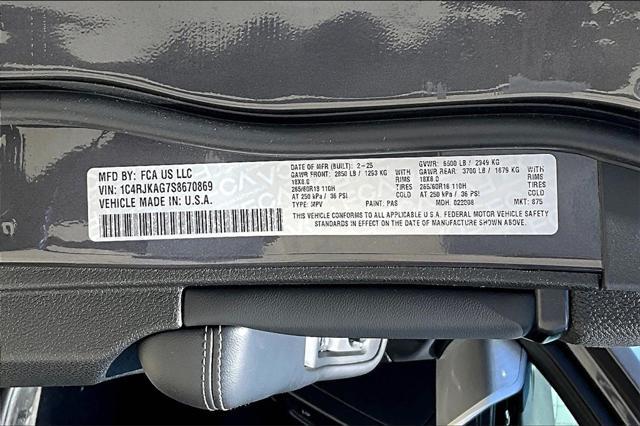 MFD BY: FCA US LLC
VIN: 1C4RJKAG7S8670869
VEHICLE MADE IN: U.S.A.
DATE OF MFR (BUILT): 2-25
GAWR FRONT: 2850 LB / 1293 KG
WITH
18X8.0 RIMS
265/60R18 110H
AT 250 kPa / 36 PSI
TYPE: MPV PAINT: PAS
GVWR: 6500 LB / 2949 KG
GAWR REAR: 3700 LB / 1679 KG
WITH
18X8.0 RIMS
265/60R18 110H
AT 250 kPa / 36 PSI
MDH: 022208 MKT: 875
THIS VEHICLE CONFORMS TO ALL APPLICABLE U.S.A. FEDERAL MOTOR VEHICLE SAFETY
STANDARDS IN EFFECT ON THE DATE OF MANUFACTURE SHOWN ABOVE.